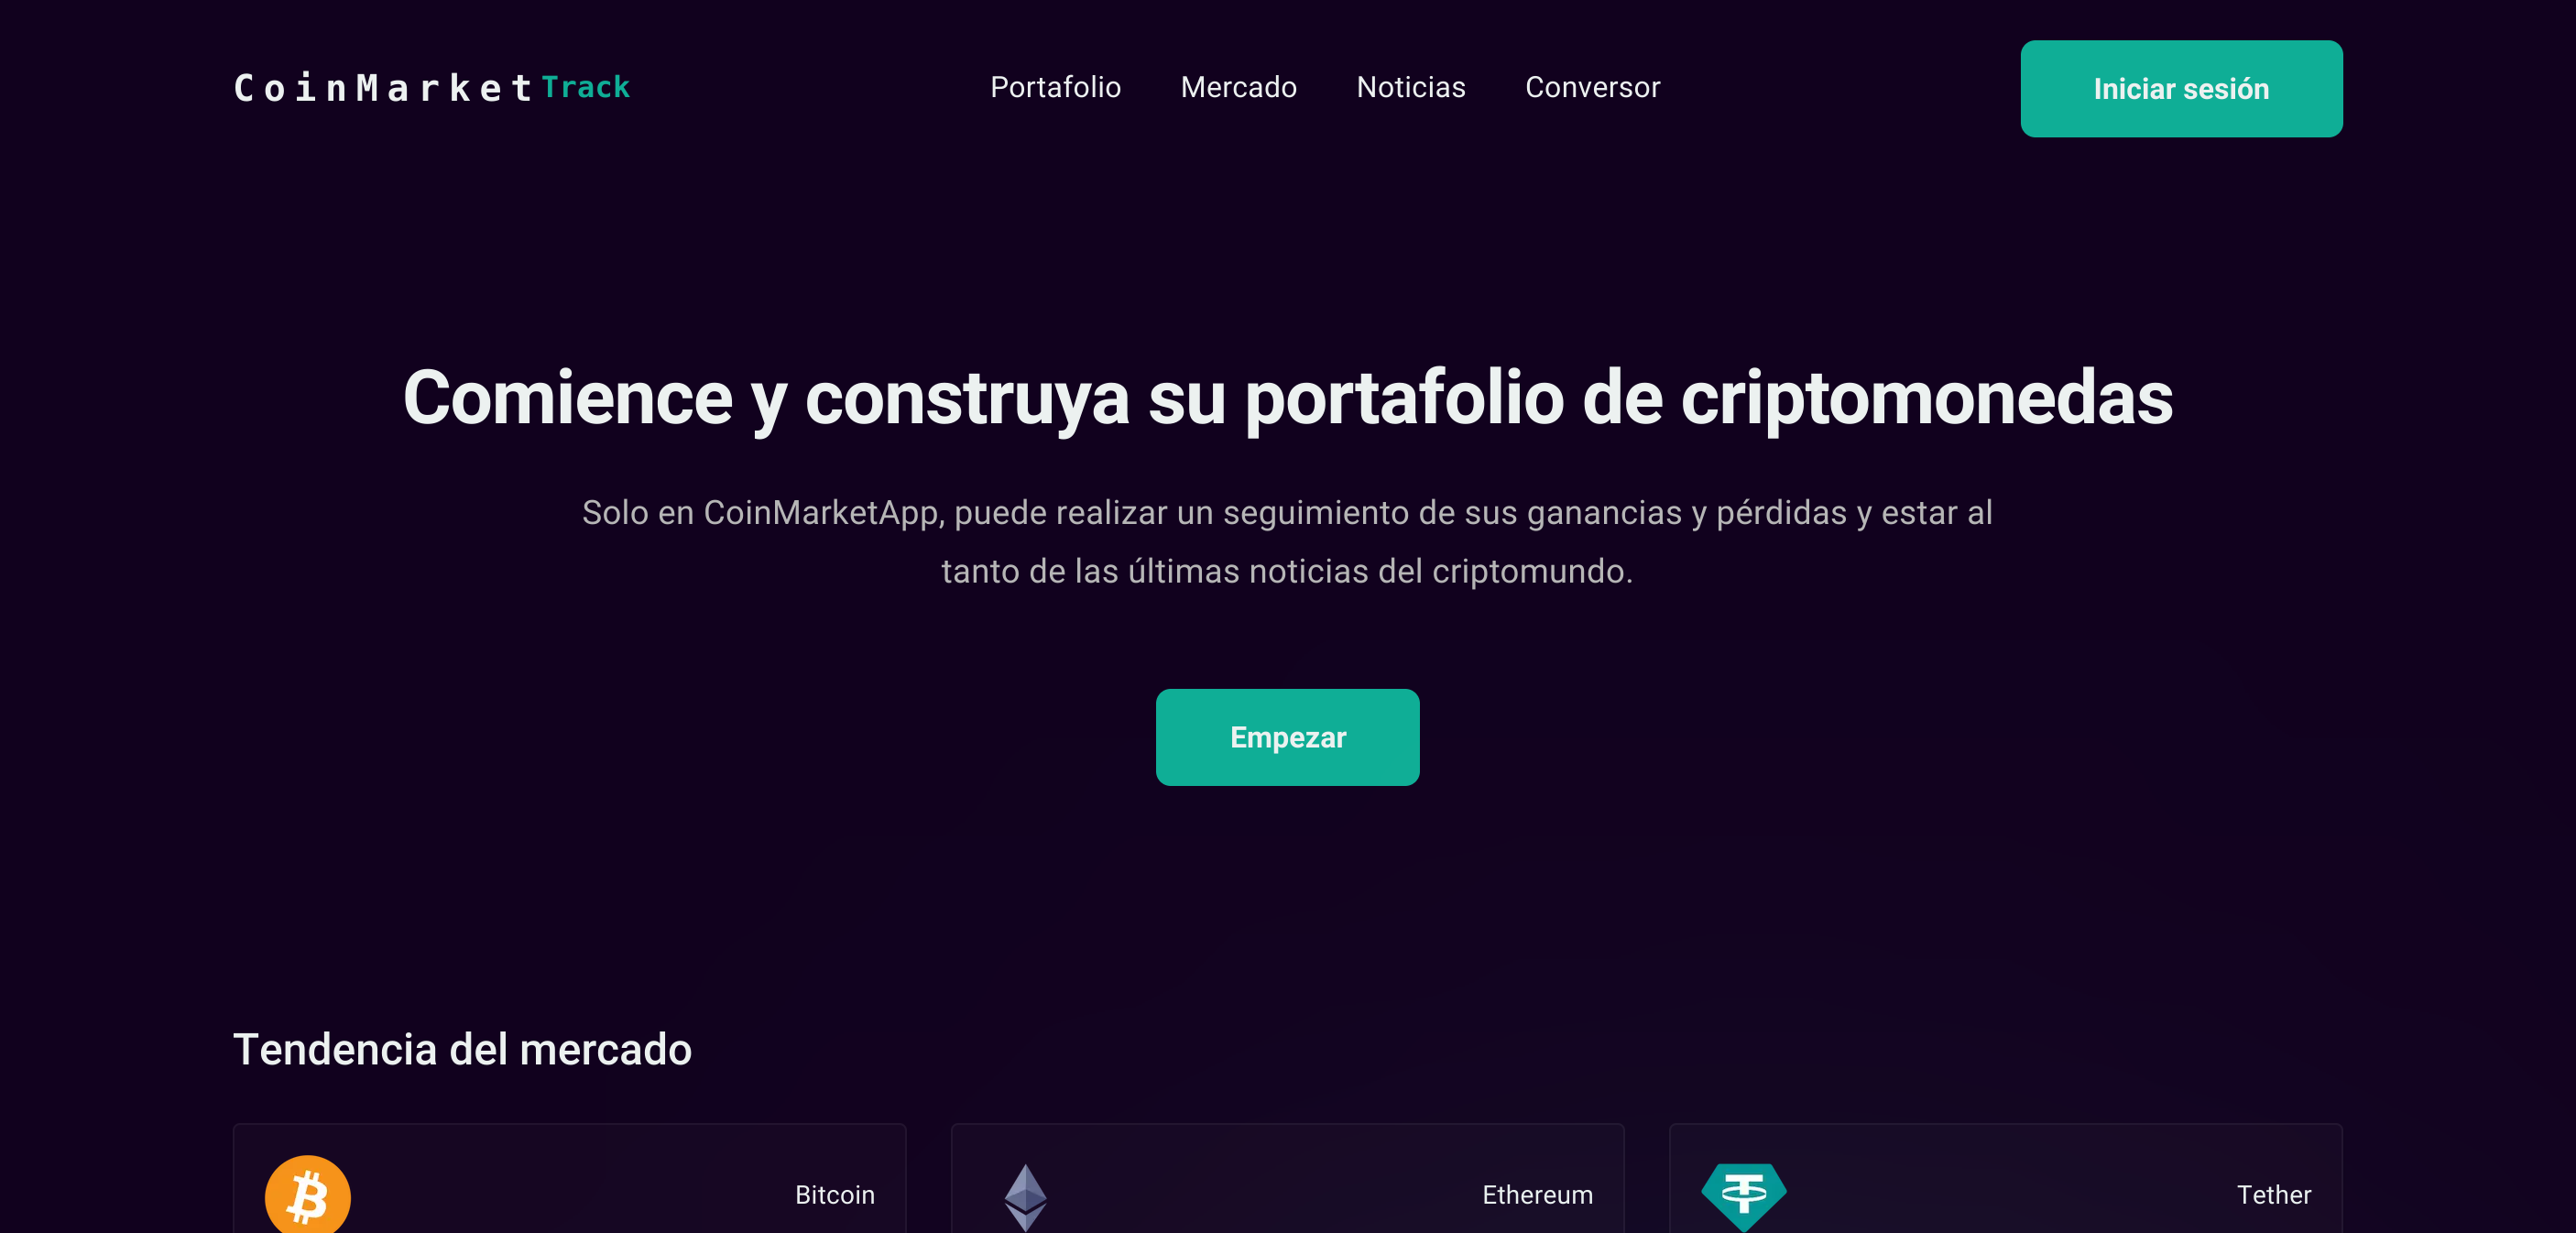 CoinMarket Track
Portafolio Mercado Noticias Conversor
Iniciar sesión
Comience y construya su portafolio de criptomonedas
Solo en CoinMarketApp, puede realizar un seguimiento de sus ganancias y pérdidas y estar al
tanto de las últimas noticias del criptomundo.
Empezar
Tendencia del mercado
Bitcoin
Ethereum
Tether